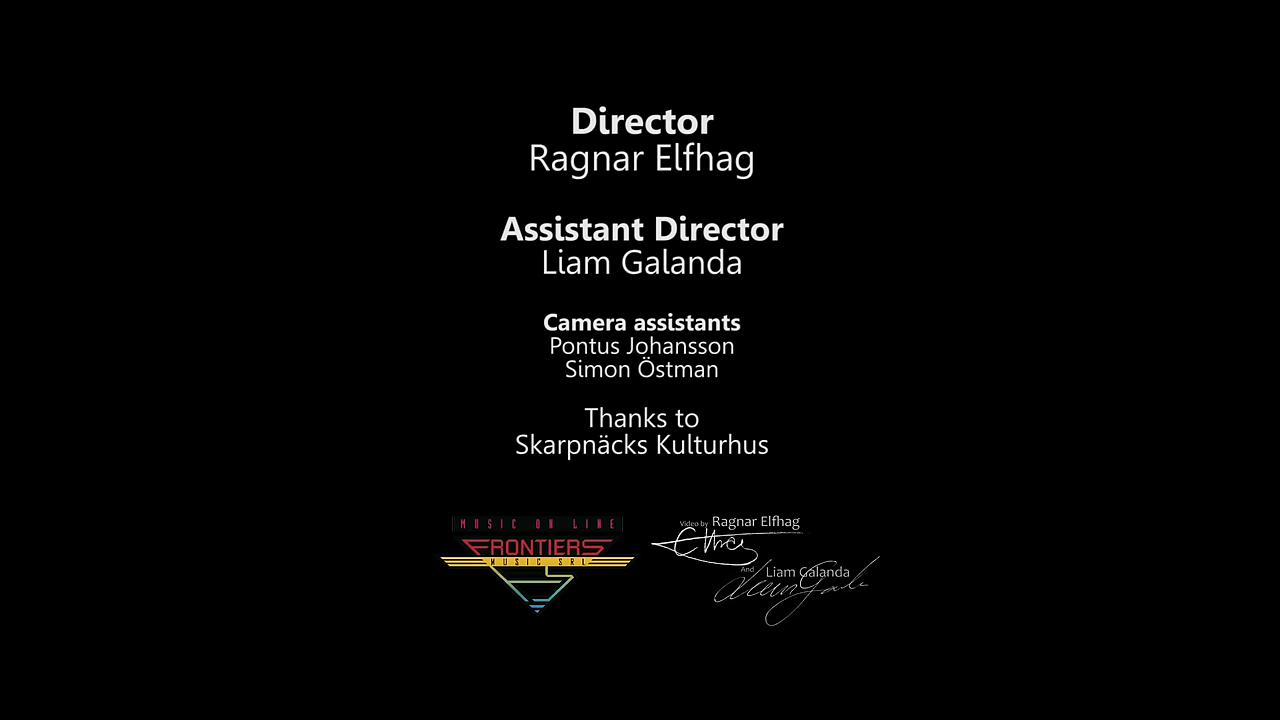 Director
Ragnar Elfhag
Assistant Director
Liam Galanda
Camera assistants
Pontus Johansson
Simon Östman
Thanks to
Skarpnäcks Kulturhus
MUSIC ON LINE
FRONTIERS
MUSIC SRL
Video by Ragnar Elfhag
And
Liam Galanda